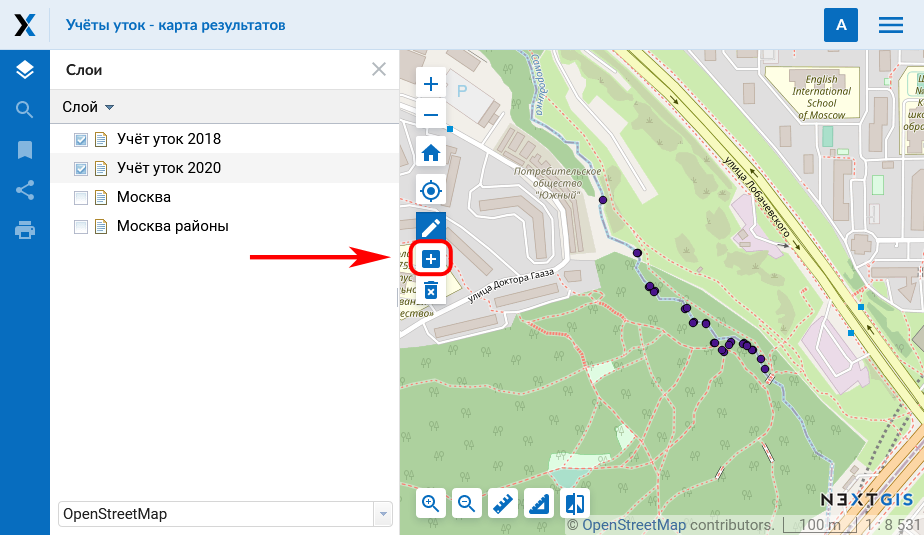 Учёты уток - карта результатов
A
Слои
Слой
Учёт уток 2018
Учёт уток 2020
Москва
Москва районы
OpenStreetMap
Самородинка
P
English
International
School
of Moscow
Потребительское
общество
"Южный"
улица Лобачевского
улица Доктора Гааза
NEXTGIS
© OpenStreetMap contributors.
100 m
1 : 8 531